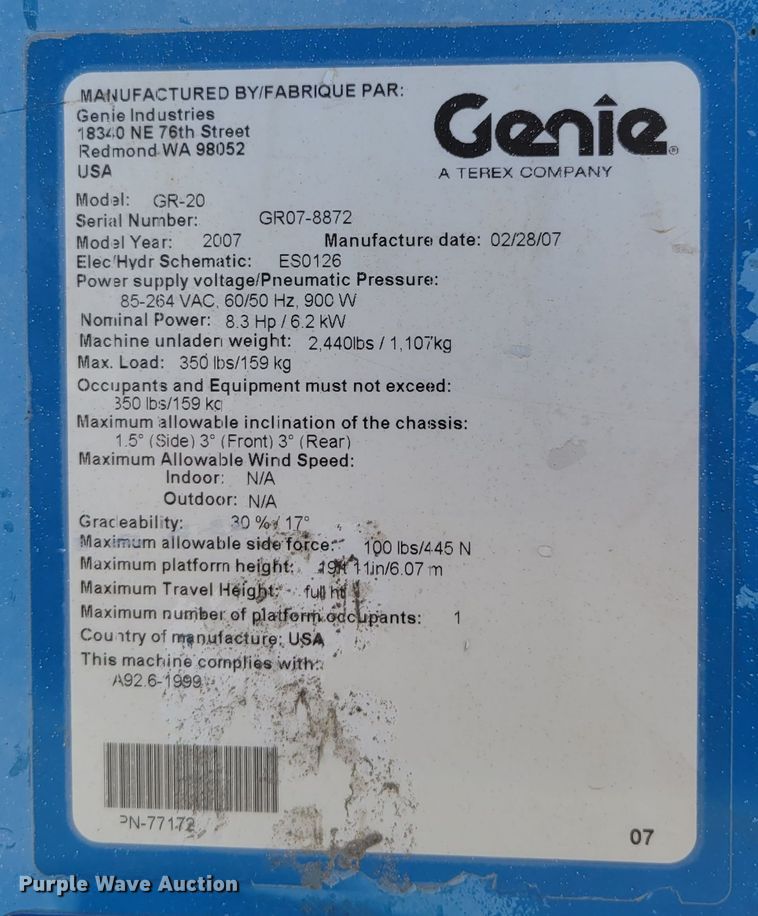 MANUFACTURED BY/FABRIQUE PAR:
Genie Industries
18340 NE 76th Street
Redmond WA 98052
USA
Genie®
A TEREX COMPANY
Model: GR-20
Serial Number: GR07-8872
Model Year: 2007 Manufacture date: 02/28/07
Elec/Hydr Schematic: ES0126
Power supply voltage/Pneumatic Pressure:
85-264 VAC, 60/50 Hz, 900 W
Nominal Power: 8.3 Hp / 6.2 kW
Machine unladen weight: 2,440lbs / 1,107kg
Max. Load: 350 lbs/159 kg
Occupants and Equipment must not exceed:
350 lbs/159 kg
Maximum allowable inclination of the chassis:
1.5° (Side) 3° (Front) 3° (Rear)
Maximum Allowable Wind Speed:
Indoor: N/A
Outdoor: N/A
Gradeability: 30 % / 17°
Maximum allowable side force: 100 lbs/445 N
Maximum platform height: 19ft 11in/6.07 m
Maximum Travel Height: full ht
Maximum number of platform occupants: 1
Country of manufacture: USA
This machine complies with:
A92.6-1999
PN-77172
07
Purple Wave Auction